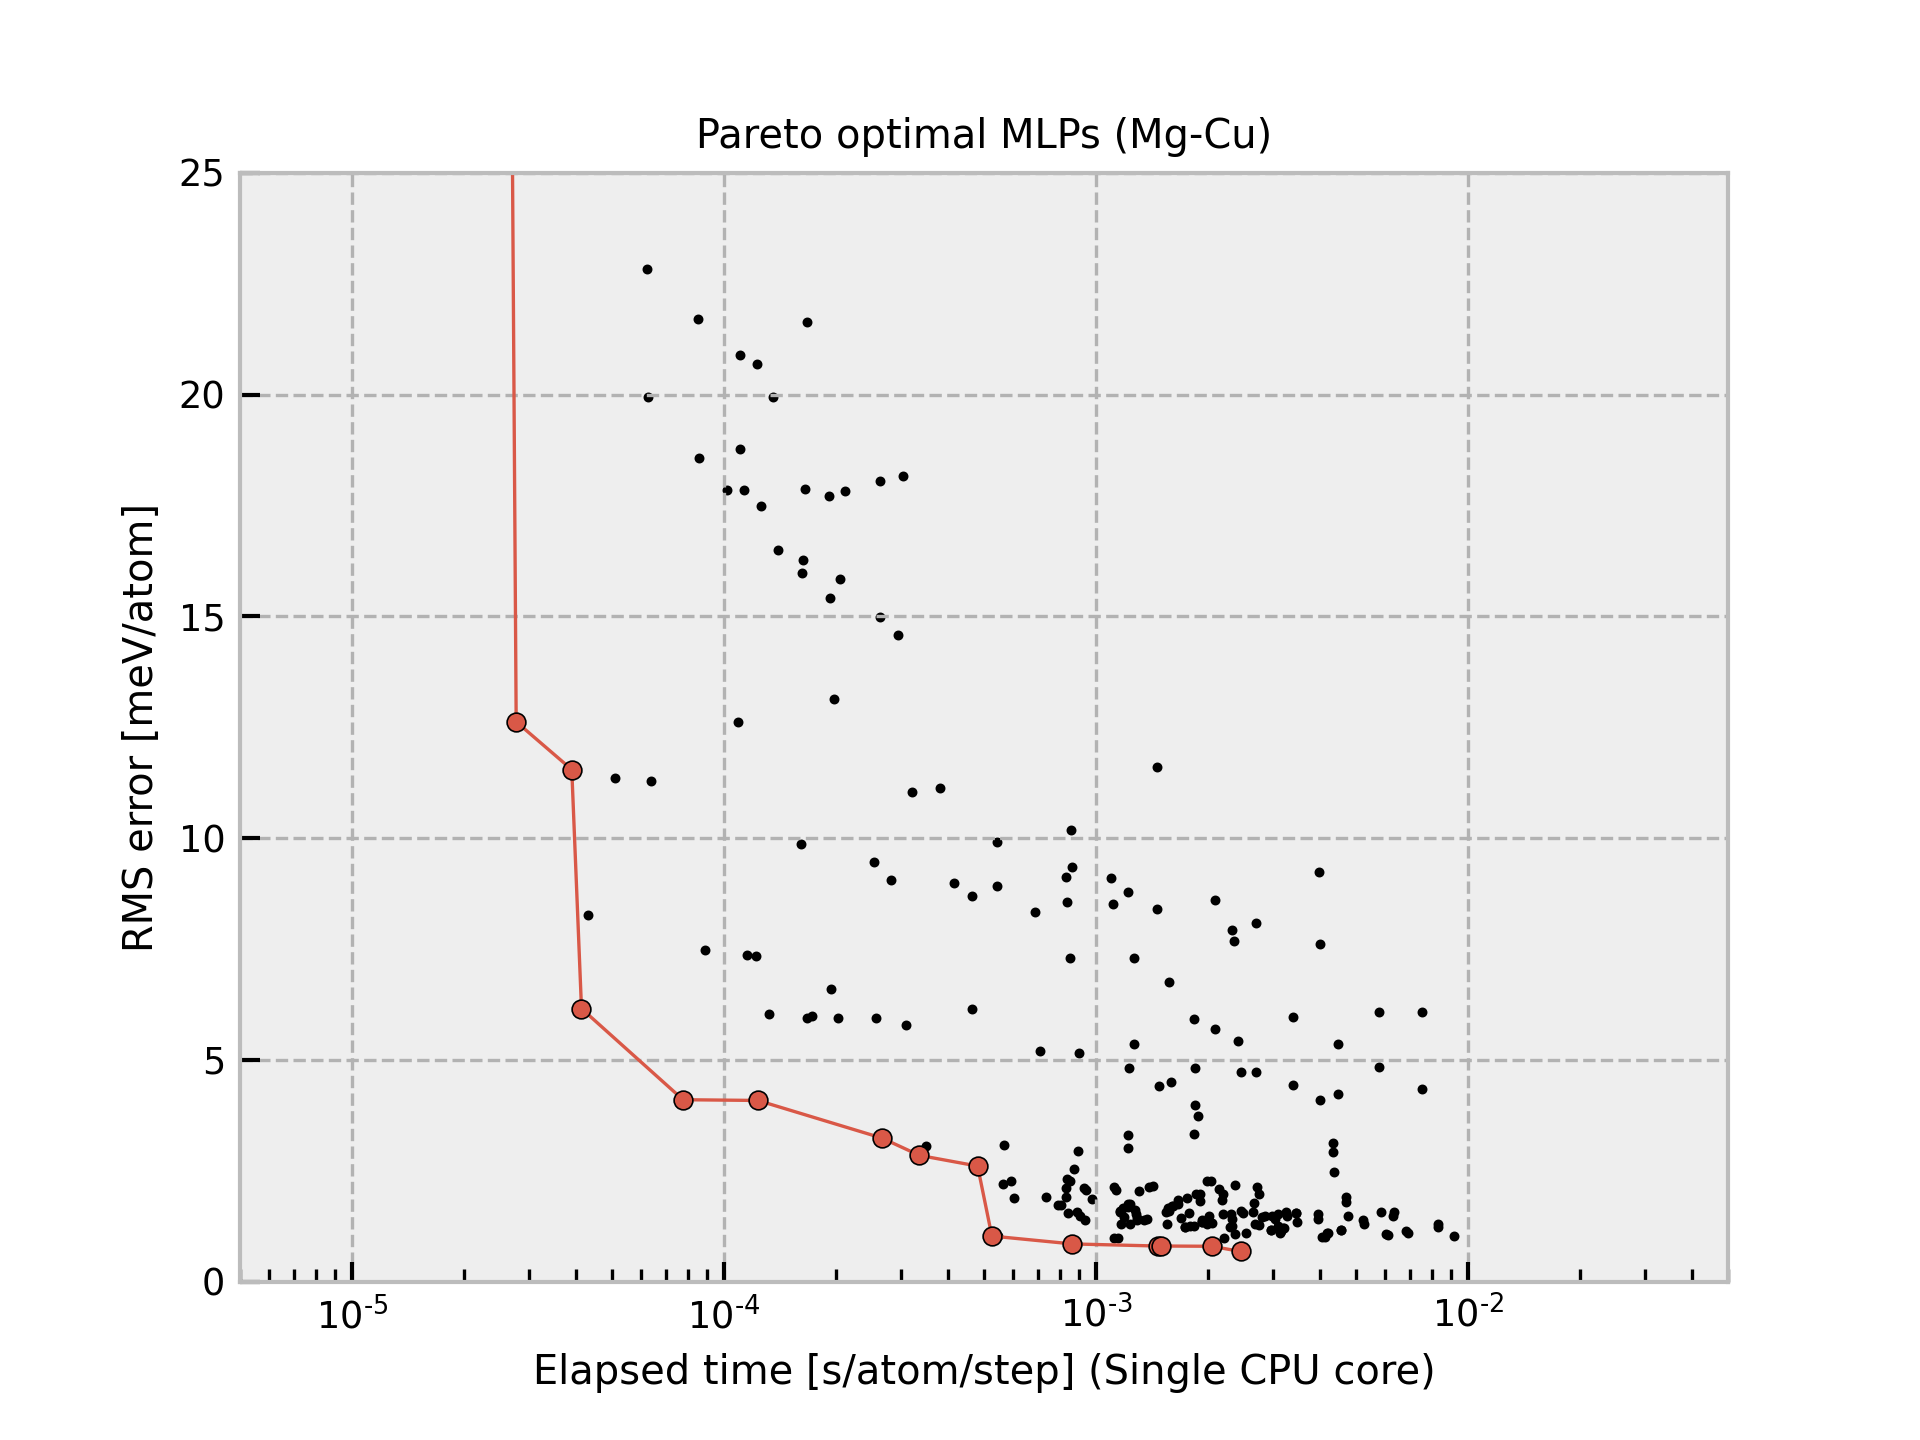 Pareto optimal MLPs (Mg-Cu)
25
20
15
10
5
0
RMS error [meV/atom]
10-5 10-4 10-3 10-2
Elapsed time [s/atom/step] (Single CPU core)